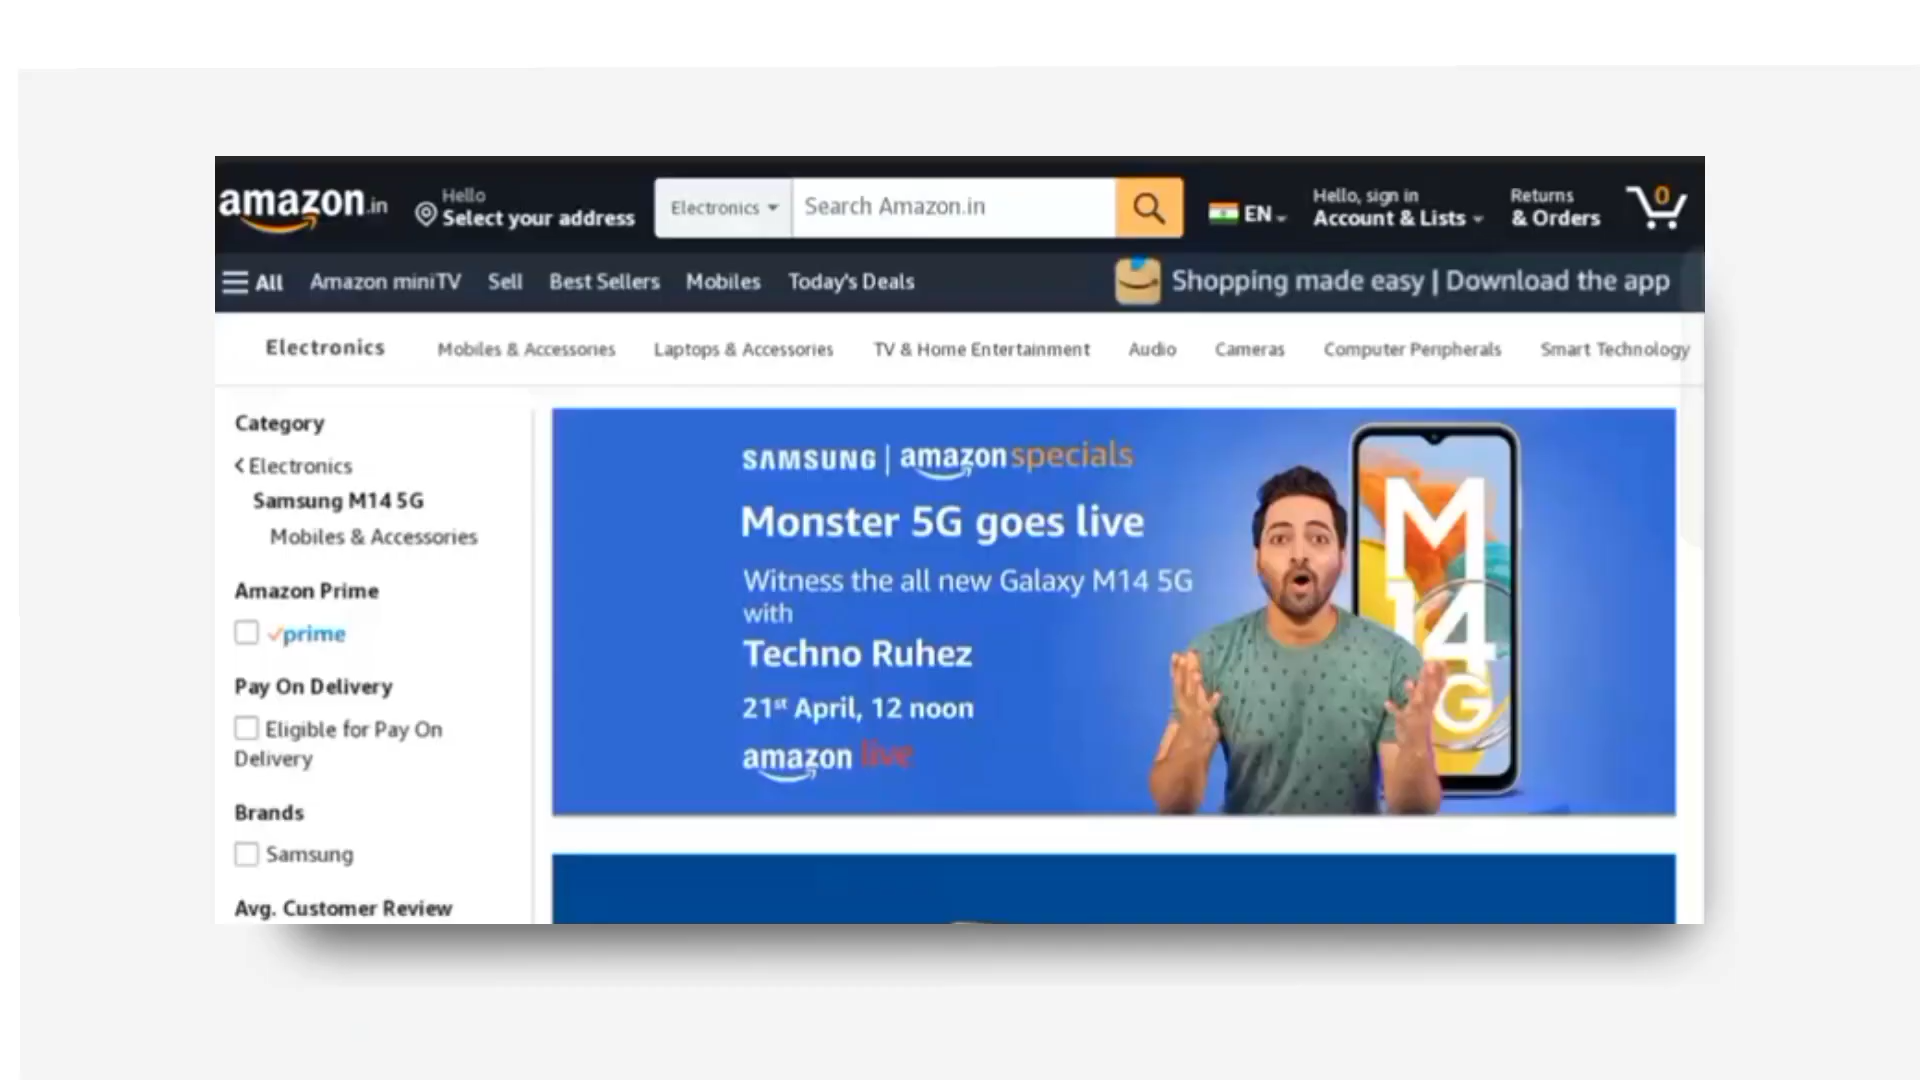 amazon.in
Hello
Select your address
Electronics
Search Amazon.in
EN
Hello, sign in
Account & Lists
Returns
& Orders
0
All
Amazon miniTV
Sell
Best Sellers
Mobiles
Today's Deals
Shopping made easy | Download the app
Electronics
Mobiles & Accessories
Laptops & Accessories
TV & Home Entertainment
Audio
Cameras
Computer Peripherals
Smart Technology
Category
Electronics
Samsung M14 5G
Mobiles & Accessories
Amazon Prime
prime
Pay On Delivery
Eligible for Pay On
Delivery
Brands
Samsung
Avg. Customer Review
SAMSUNG | amazon specials
Monster 5G goes live
Witness the all new Galaxy M14 5G
with
Techno Ruhez
21st April, 12 noon
amazon live
M
14
G